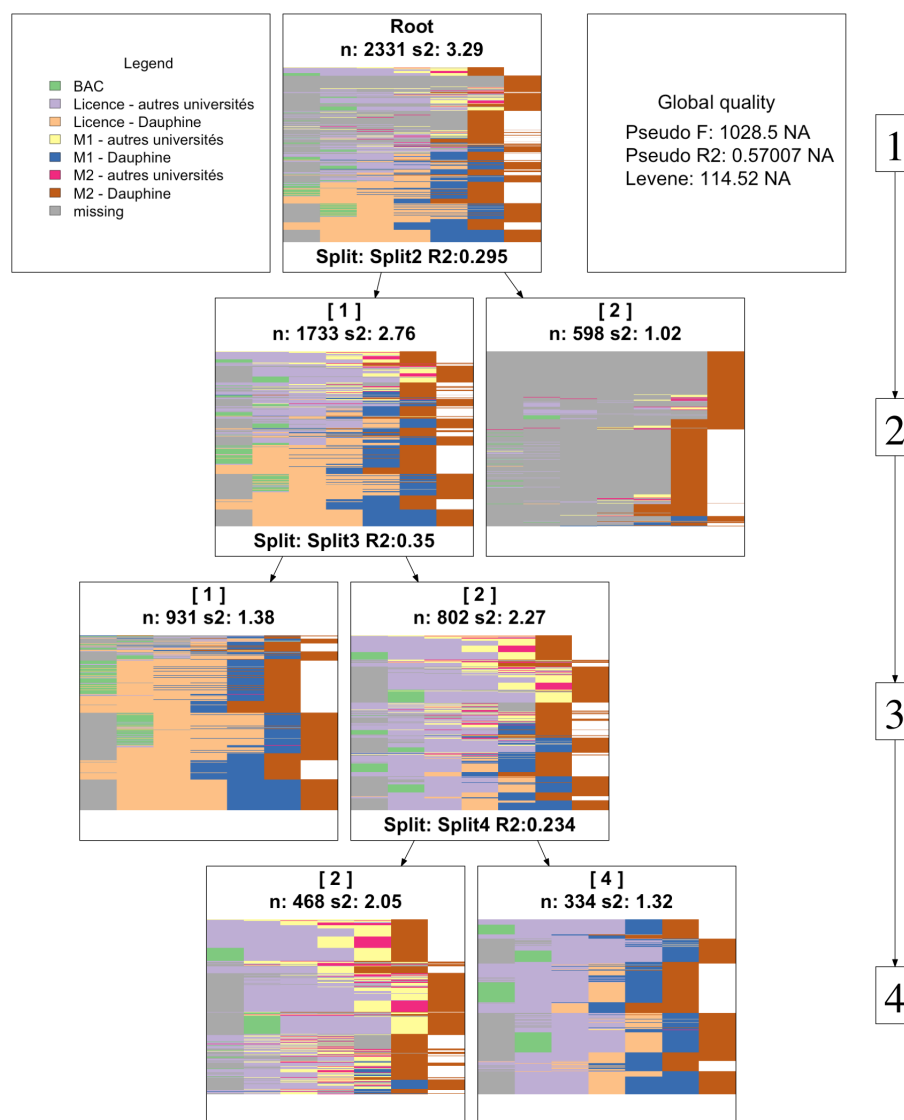 Legend
BAC
Licence - autres universités
Licence - Dauphine
M1 - autres universités
M1 - Dauphine
M2 - autres universités
M2 - Dauphine
missing
Root
n: 2331 s2: 3.29
Split: Split2 R2:0.295
Global quality
Pseudo F: 1028.5 NA
Pseudo R2: 0.57007 NA
Levene: 114.52 NA
1
[ 1 ]
n: 1733 s2: 2.76
Split: Split3 R2:0.35
[ 2 ]
n: 598 s2: 1.02
2
[ 1 ]
n: 931 s2: 1.38
[ 2 ]
n: 802 s2: 2.27
Split: Split4 R2:0.234
3
[ 2 ]
n: 468 s2: 2.05
[ 4 ]
n: 334 s2: 1.32
4